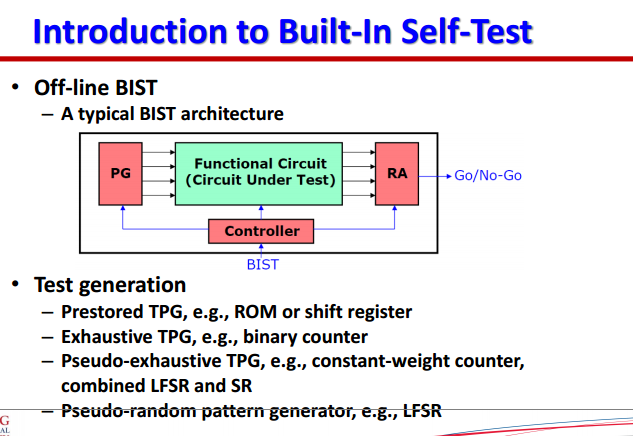 Introduction to Built-In Self-Test
• Off-line BIST
– A typical BIST architecture
PG
Functional Circuit
(Circuit Under Test)
RA
Go/No-Go
Controller
BIST
• Test generation
– Prestored TPG, e.g., ROM or shift register
– Exhaustive TPG, e.g., binary counter
– Pseudo-exhaustive TPG, e.g., constant-weight counter,
combined LFSR and SR
– Pseudo-random pattern generator, e.g., LFSR
G
AL